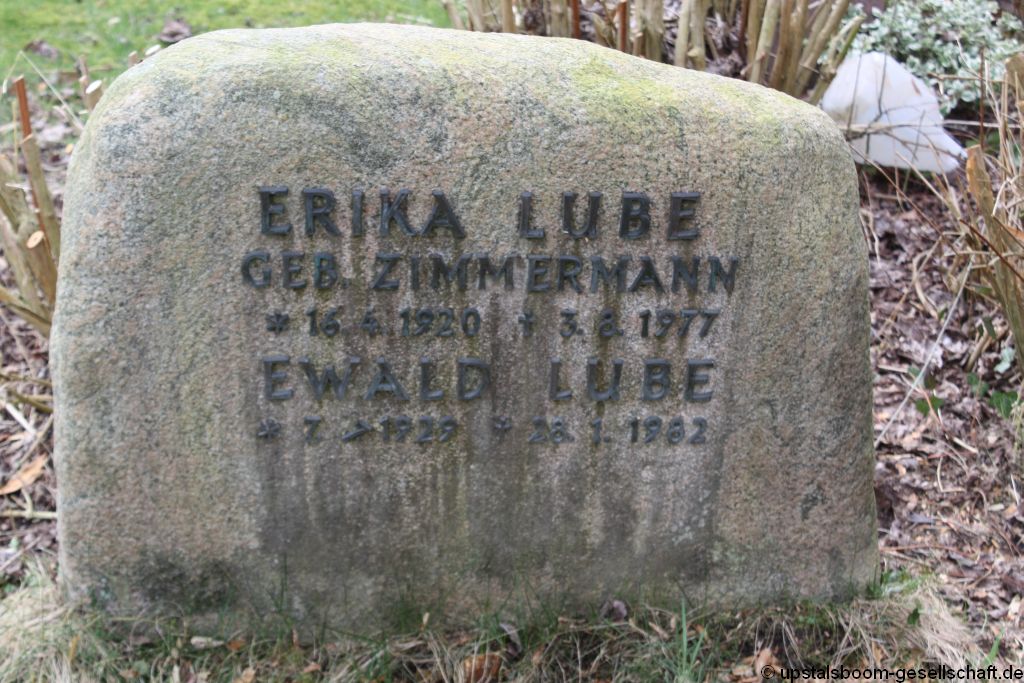 ERIKA LUBE
GEB. ZIMMERMANN
* 16. 4. 1920 † 3. 8. 1977
EWALD LUBE
* 7. 1929 28. 1. 1982
© upstalsboom-gesellschaft.de